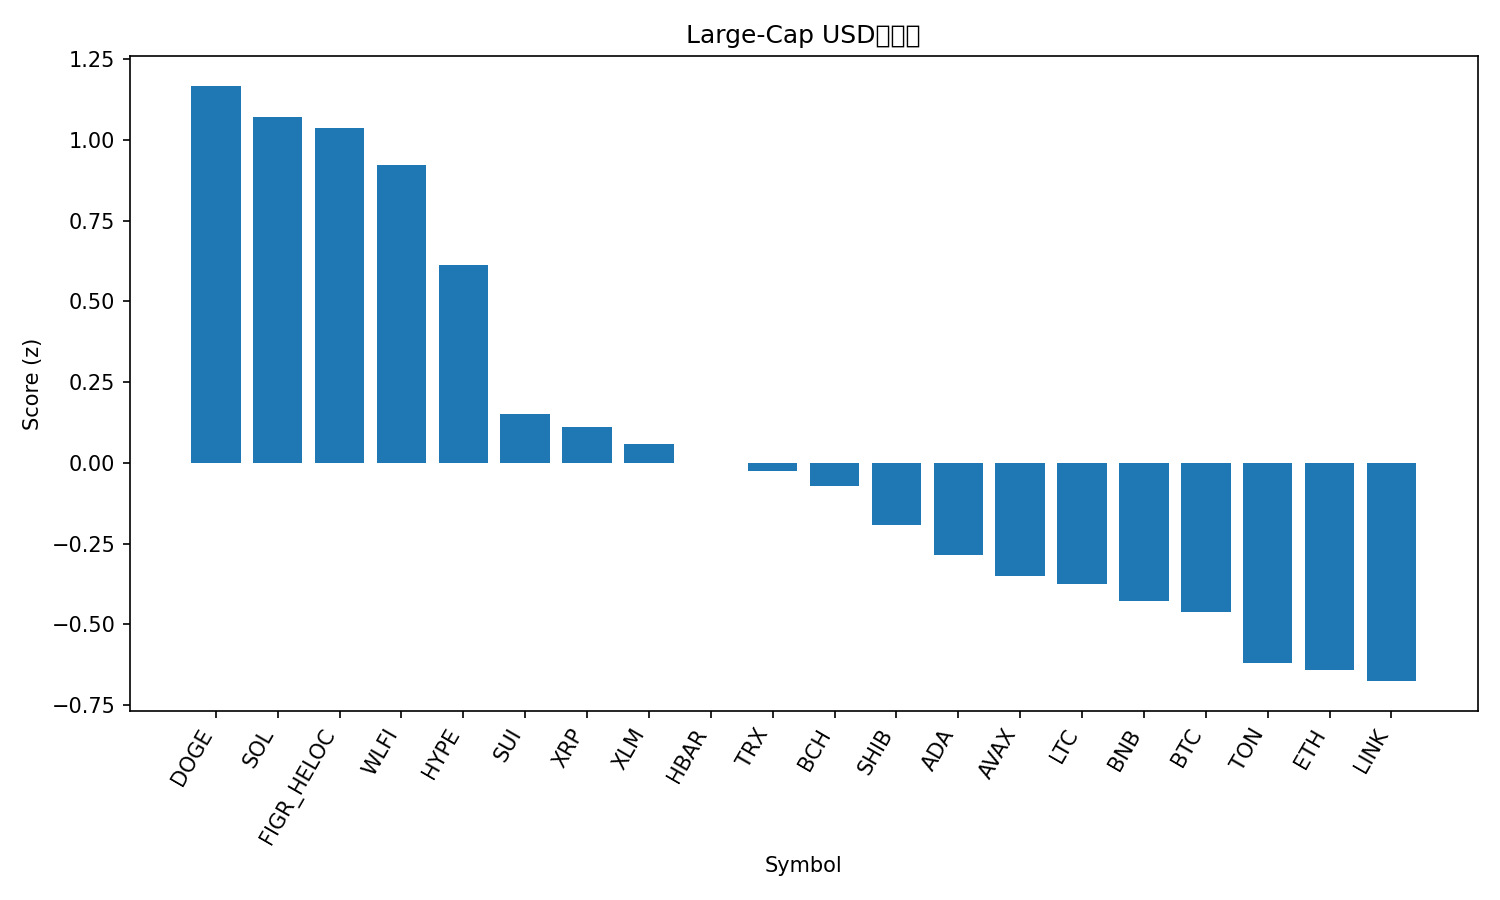 Large-Cap USD
1.25
1.00
0.75
0.50
0.25
0.00
−0.25
−0.50
−0.75
Score (z)
DOGE
SOL
FIGR_HELOC
WLFI
HYPE
SUI
XRP
XLM
HBAR
TRX
BCH
SHIB
ADA
AVAX
LTC
BNB
BTC
TON
ETH
LINK
Symbol